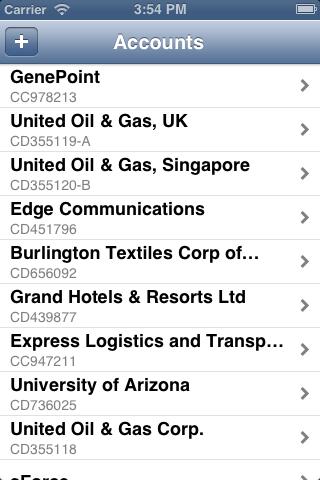 Carrier 3:54 PM
+ Accounts
GenePoint
CC978213
United Oil & Gas, UK
CD355119-A
United Oil & Gas, Singapore
CD355120-B
Edge Communications
CD451796
Burlington Textiles Corp of...
CD656092
Grand Hotels & Resorts Ltd
CD439877
Express Logistics and Transp...
CC947211
University of Arizona
CD736025
United Oil & Gas Corp.
CD355118